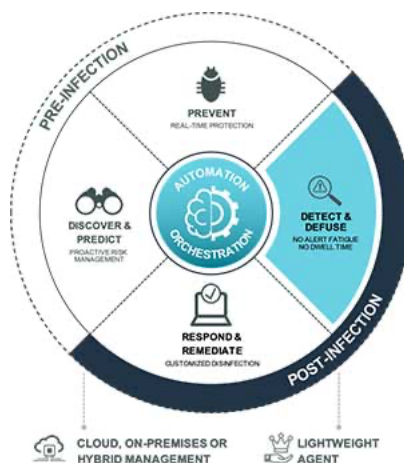 PRE-INFECTION
PREVENT
REAL-TIME PROTECTION
AUTOMATION
ORCHESTRATION
DISCOVER &
PREDICT
PROACTIVE RISK
MANAGEMENT
DETECT &
DEFUSE
NO ALERT FATIGUE
NO DWELL TIME
RESPOND &
REMEDIATE
CUSTOMIZED DISINFECTION
POST-INFECTION
CLOUD, ON-PREMISES OR
HYBRID MANAGEMENT
LIGHTWEIGHT
AGENT